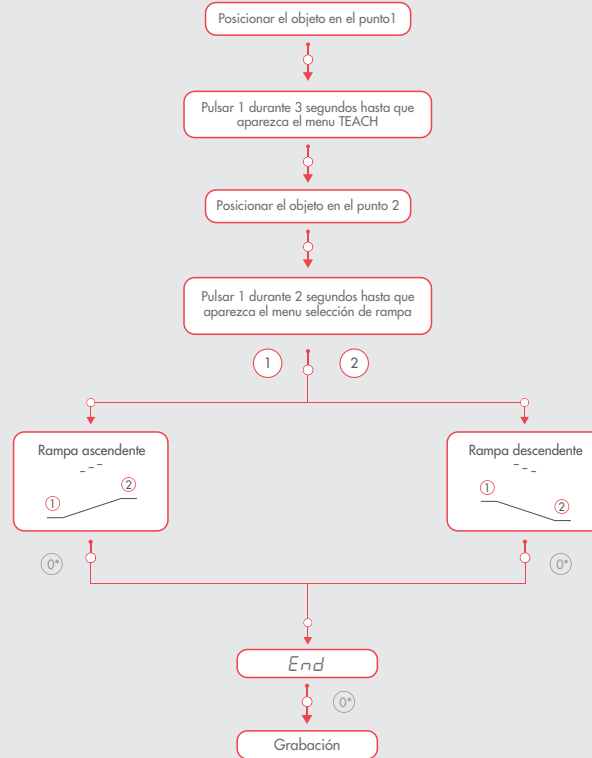 Posicionar el objeto en el punto1
Pulsar 1 durante 3 segundos hasta que
aparezca el menu TEACH
Posicionar el objeto en el punto 2
Pulsar 1 durante 2 segundos hasta que
aparezca el menu selección de rampa
1
2
Rampa ascendente
1
2
Rampa descendente
1
2
0*
0*
End
0*
Grabación